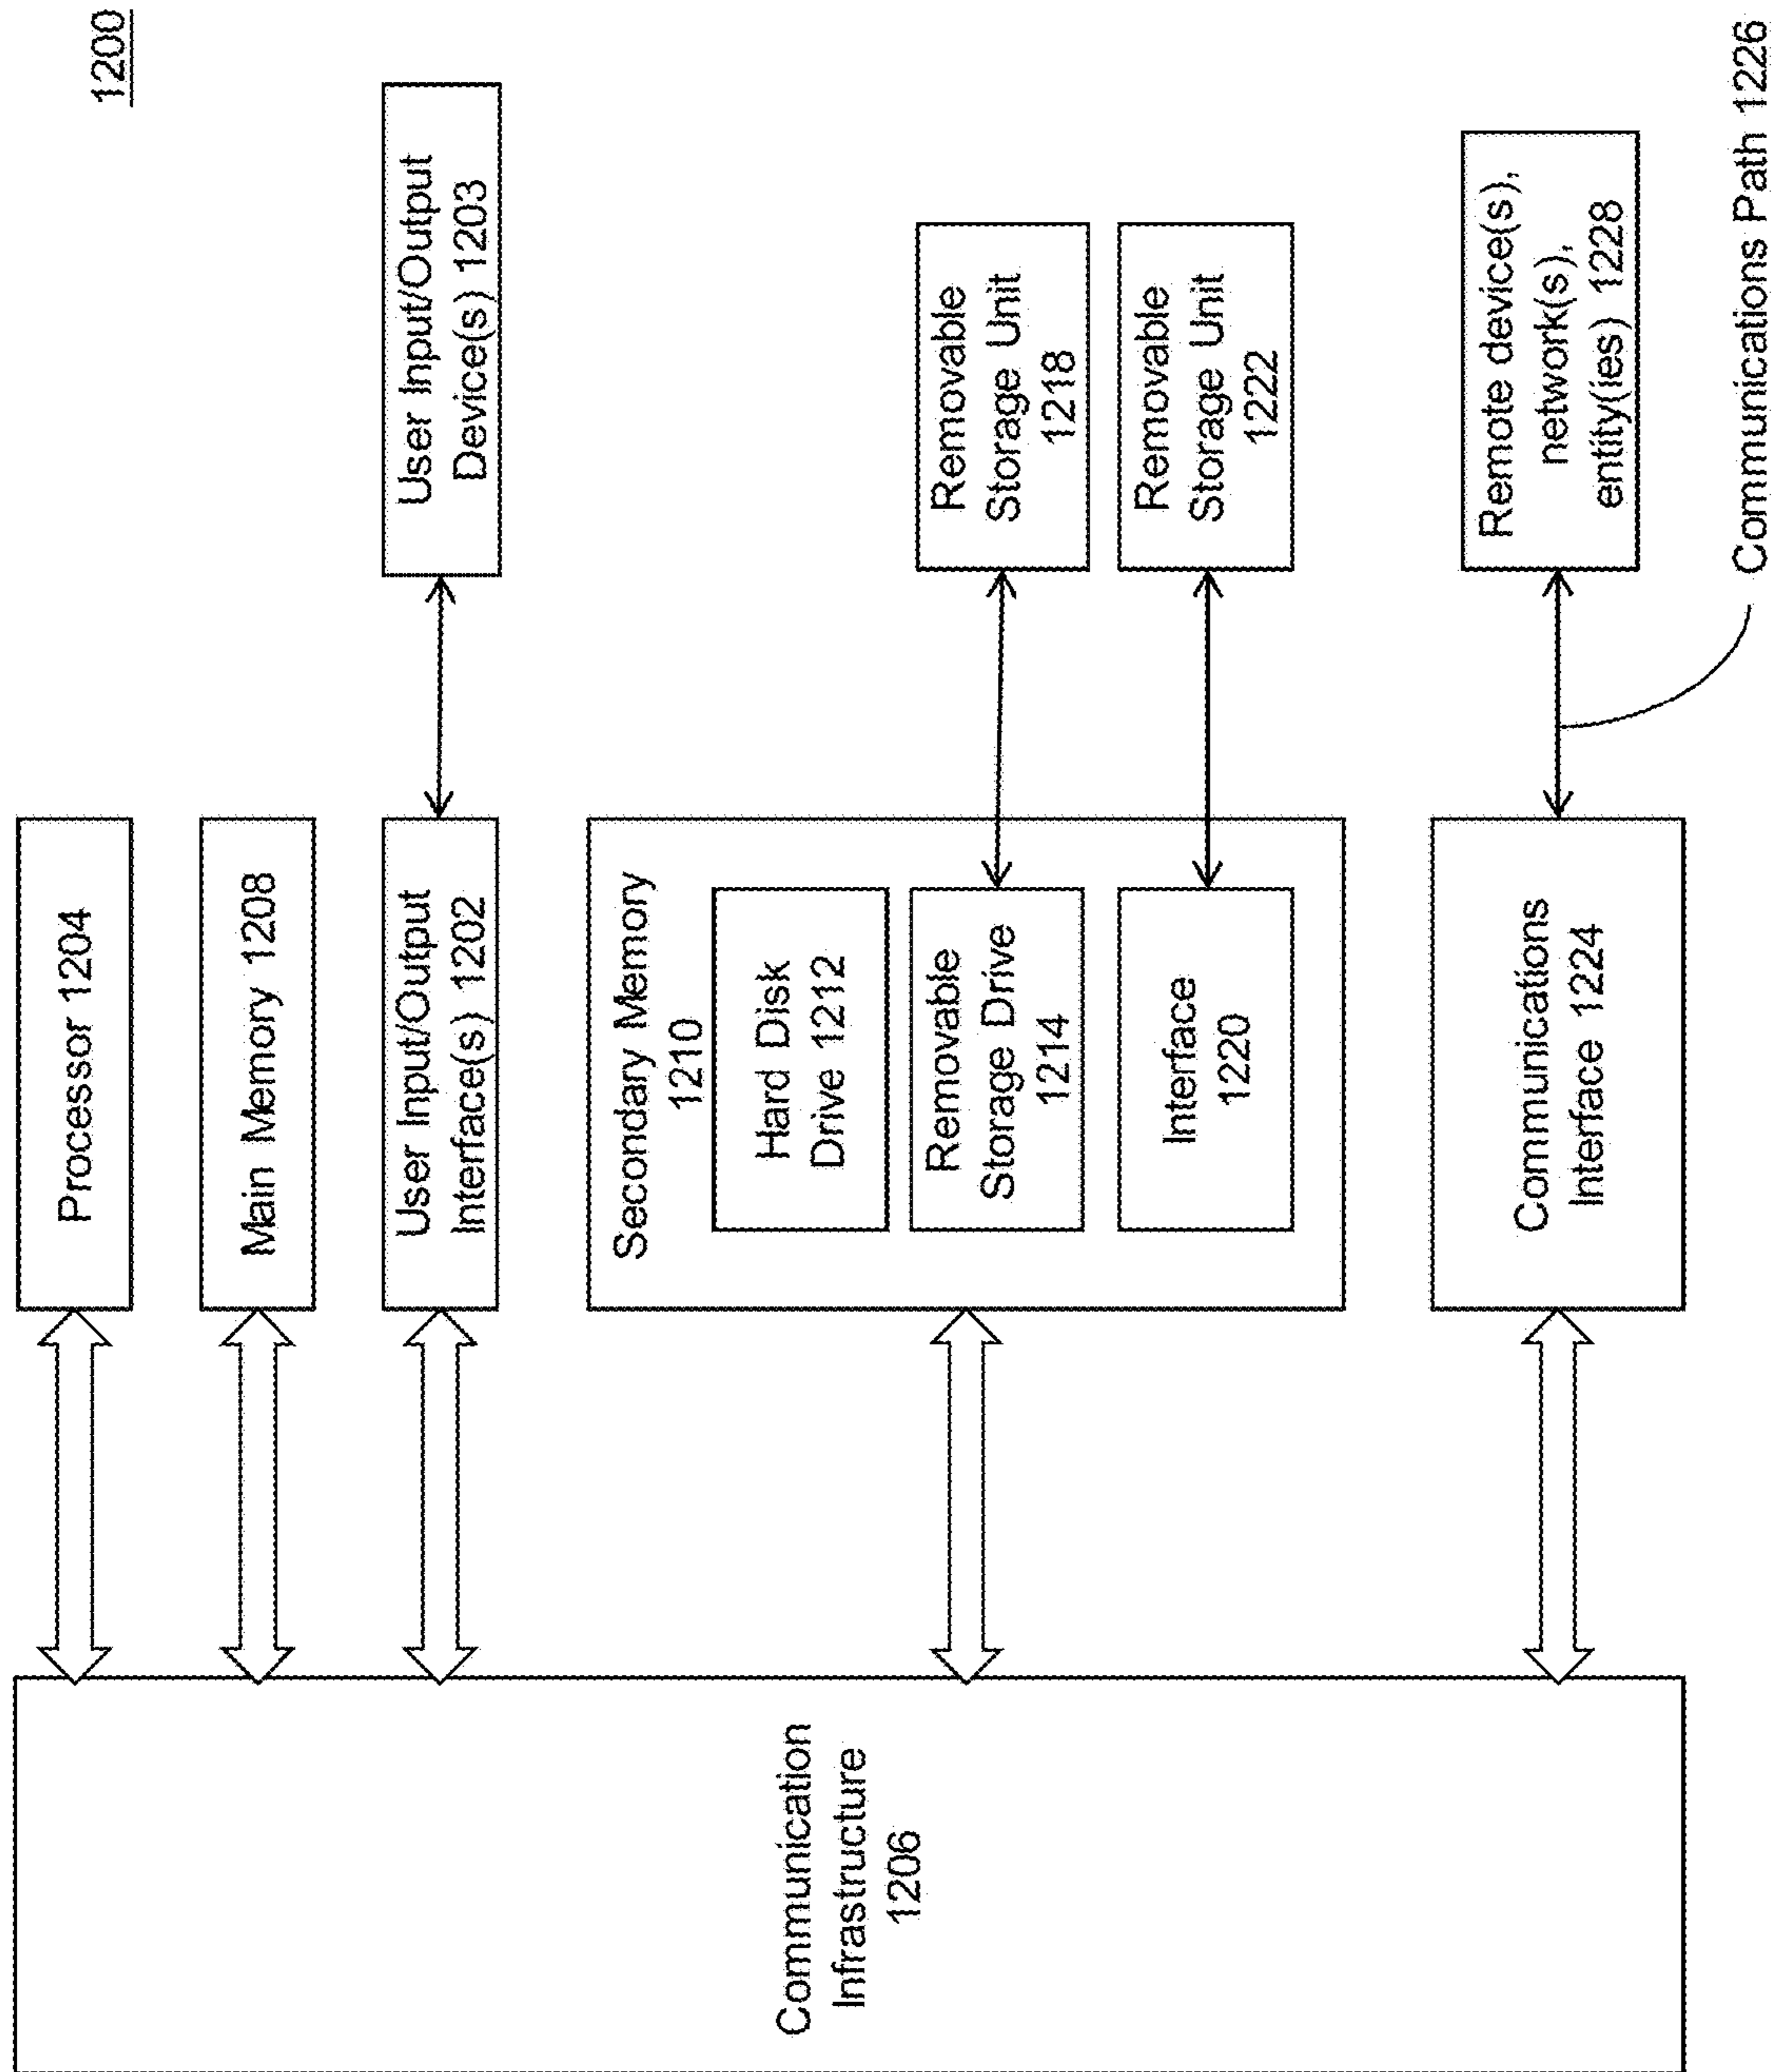 1200
Processor 1204
Main Memory 1208
User Input/Output
Interface(s) 1202
User Input/Output
Device(s) 1203
Communication
Infrastructure
1206
Secondary Memory
1210
Hard Disk
Drive 1212
Removable
Storage Drive
1214
Removable
Storage Unit
1218
Interface
1220
Removable
Storage Unit
1222
Communications
Interface 1224
Remote device(s),
network(s),
entity(ies) 1228
Communications Path 1226